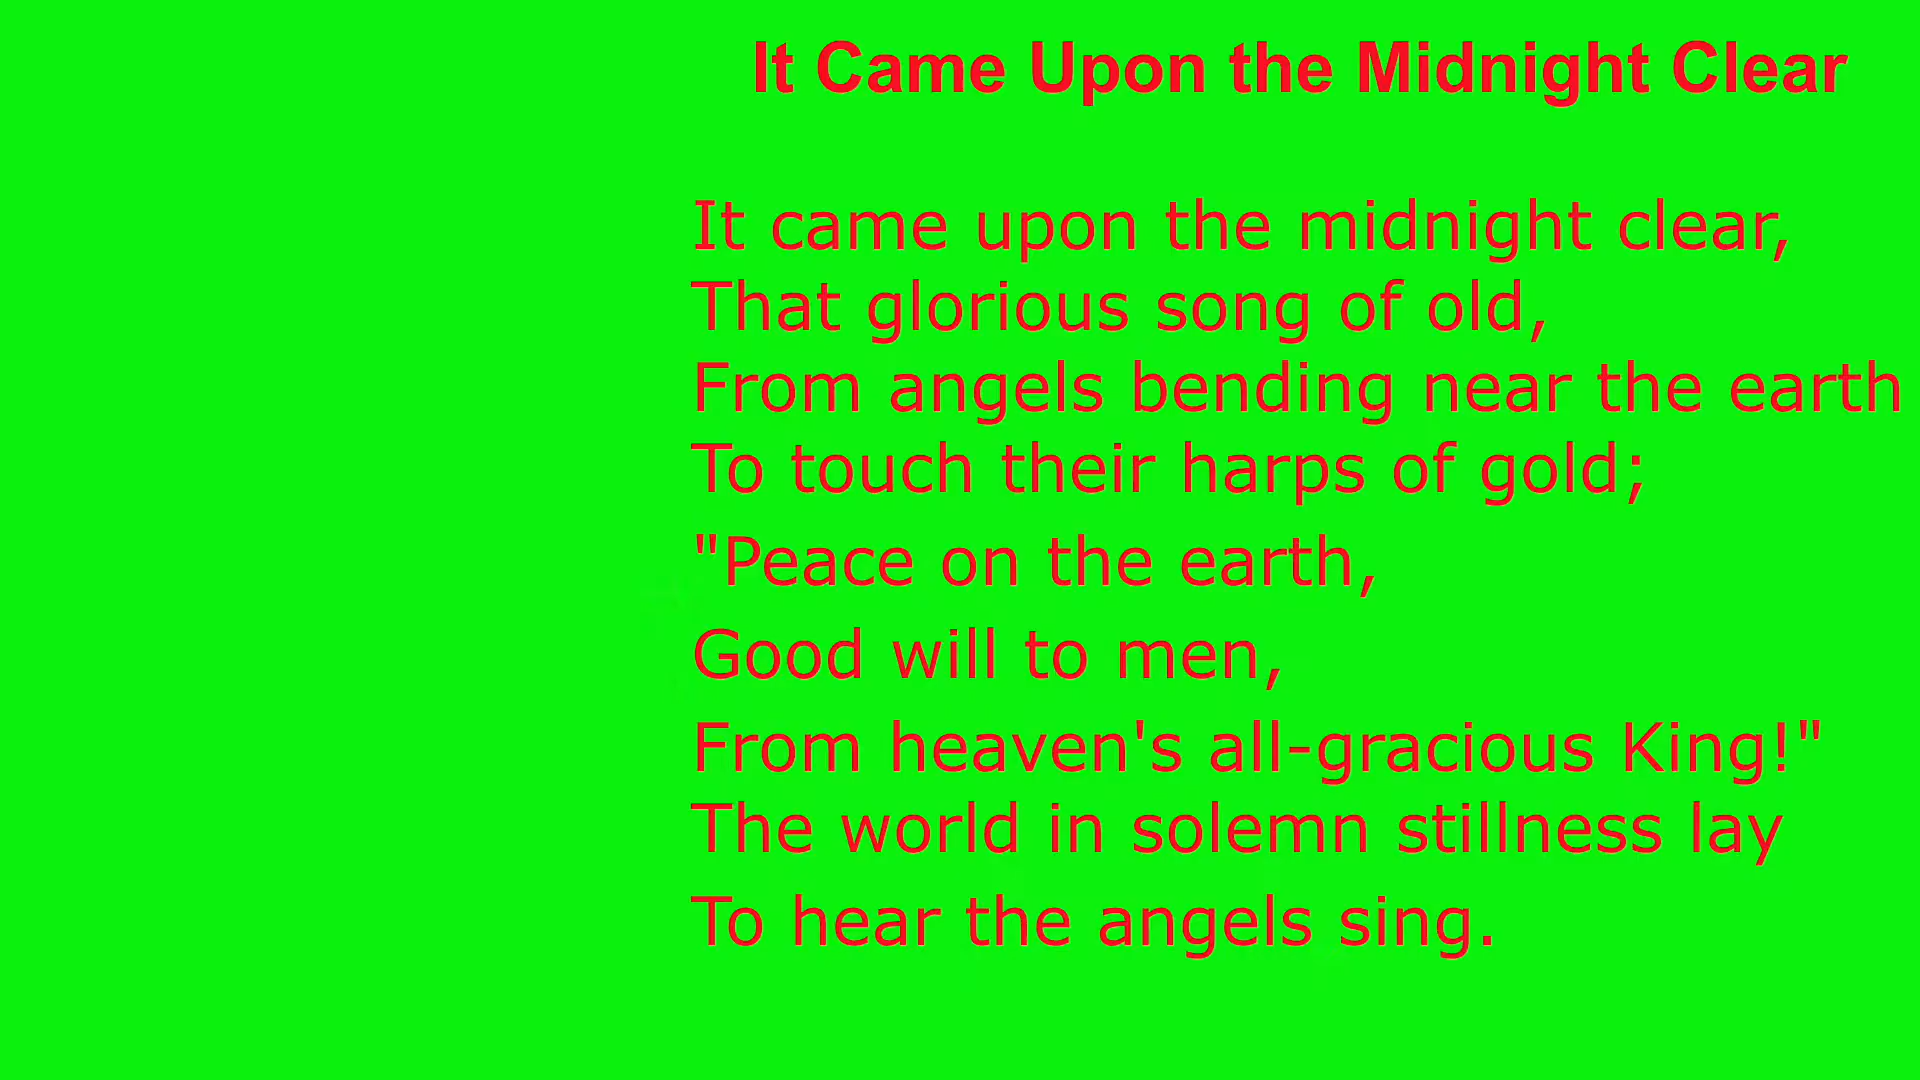 It Came Upon the Midnight Clear
It came upon the midnight clear,
That glorious song of old,
From angels bending near the earth
To touch their harps of gold;
"Peace on the earth,
Good will to men,
From heaven's all-gracious King!"
The world in solemn stillness lay
To hear the angels sing.